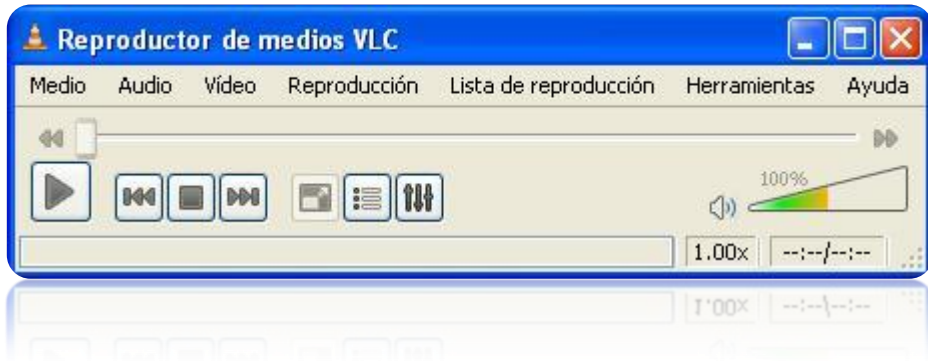 Reproductor de medios VLC
Medio Audio Vídeo Reproducción Lista de reproducción Herramientas Ayuda
100%
1.00x --:--/--:--